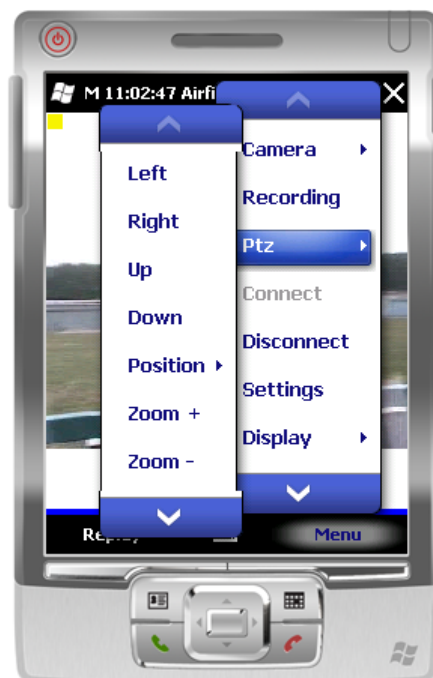 M 11:02:47 Airfi
Left
Right
Up
Down
Position
Zoom +
Zoom -
Camera
Recording
Ptz
Connect
Disconnect
Settings
Display
Menu